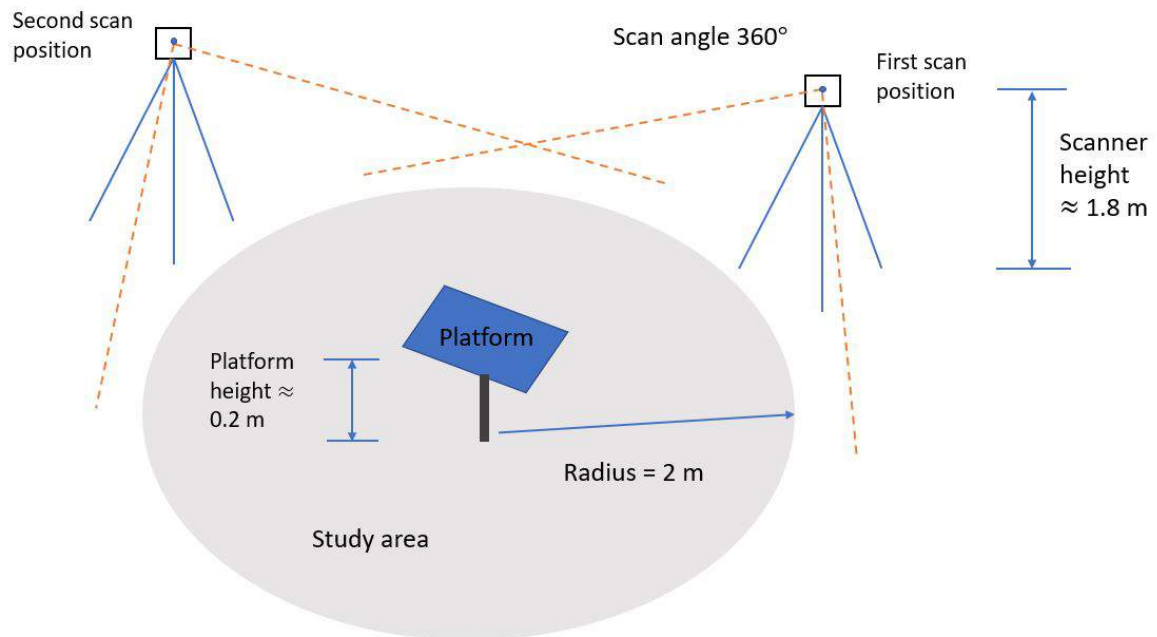 Second scan
position
Scan angle 360°
First scan
position
Scanner
height
≈ 1.8 m
Platform
Platform
height ≈
0.2 m
Radius = 2 m
Study area